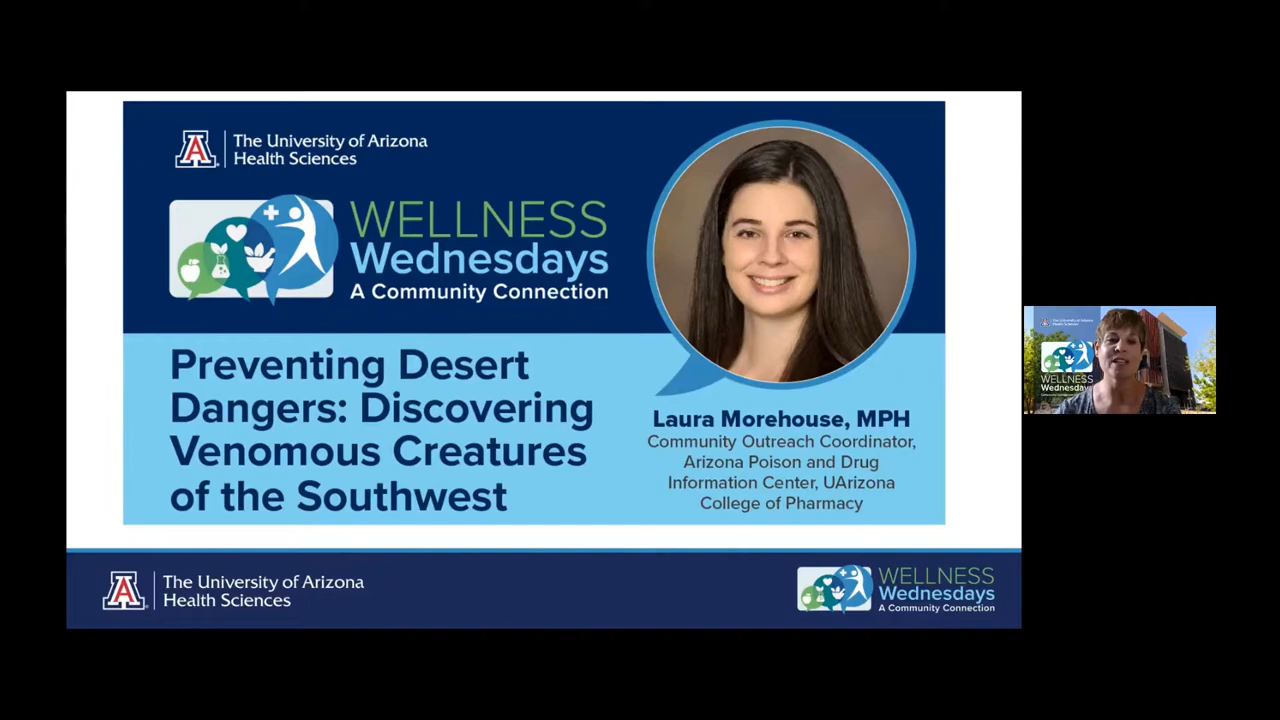 The University of Arizona
Health Sciences
WELLNESS
Wednesdays
A Community Connection
Preventing Desert
Dangers: Discovering
Venomous Creatures
of the Southwest
Laura Morehouse, MPH
Community Outreach Coordinator,
Arizona Poison and Drug
Information Center, UArizona
College of Pharmacy
A
The University of Arizona
Health Sciences
WELLNESS
Wednesdays
A Community Connection
WELLNESS
Wednesdays